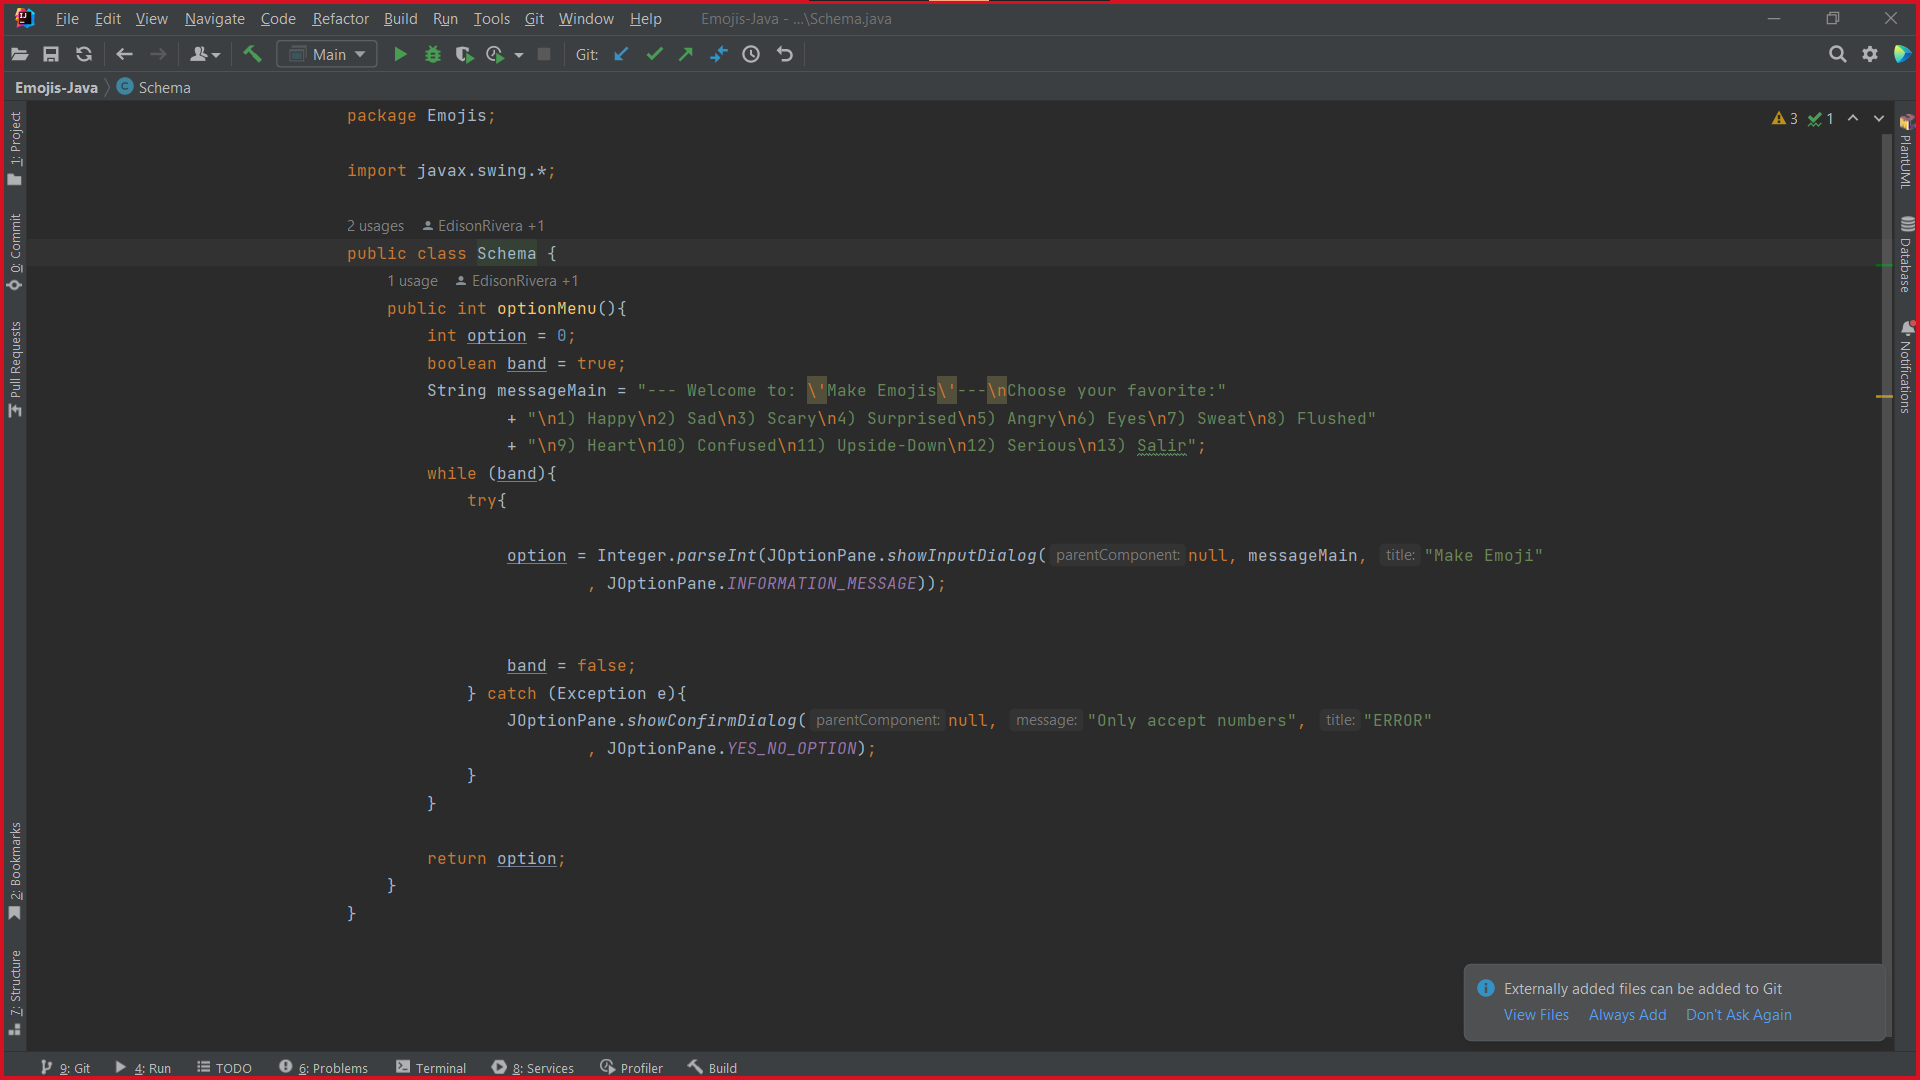 File Edit View Navigate Code Refactor Build Run Tools Git Window Help Emojis-Java - ...\Schema.java
Main Git:
Emojis-Java Schema
package Emojis;
3 1
import javax.swing.*;
2 usages EdisonRivera +1
public class Schema {
1 usage EdisonRivera +1
public int optionMenu(){
int option = 0;
boolean band = true;
String messageMain = "--- Welcome to: \'Make Emojis\'---\nChoose your favorite:"
+ "\n1) Happy\n2) Sad\n3) Scary\n4) Surprised\n5) Angry\n6) Eyes\n7) Sweat\n8) Flushed"
+ "\n9) Heart\n10) Confused\n11) Upside-Down\n12) Serious\n13) Salir";
while (band){
try{
option = Integer.parseInt(JOptionPane.showInputDialog( parentComponent: null, messageMain, title: "Make Emoji"
, JOptionPane.INFORMATION_MESSAGE));
band = false;
} catch (Exception e){
JOptionPane.showConfirmDialog( parentComponent: null, message: "Only accept numbers", title: "ERROR"
, JOptionPane.YES_NO_OPTION);
}
}
return option;
}
}
1: Project
0: Commit
Pull Requests
2: Bookmarks
7: Structure
PlantUML
Database
Notifications
Externally added files can be added to Git
View Files Always Add Don't Ask Again
9: Git 4: Run TODO 6: Problems Terminal 8: Services Profiler Build